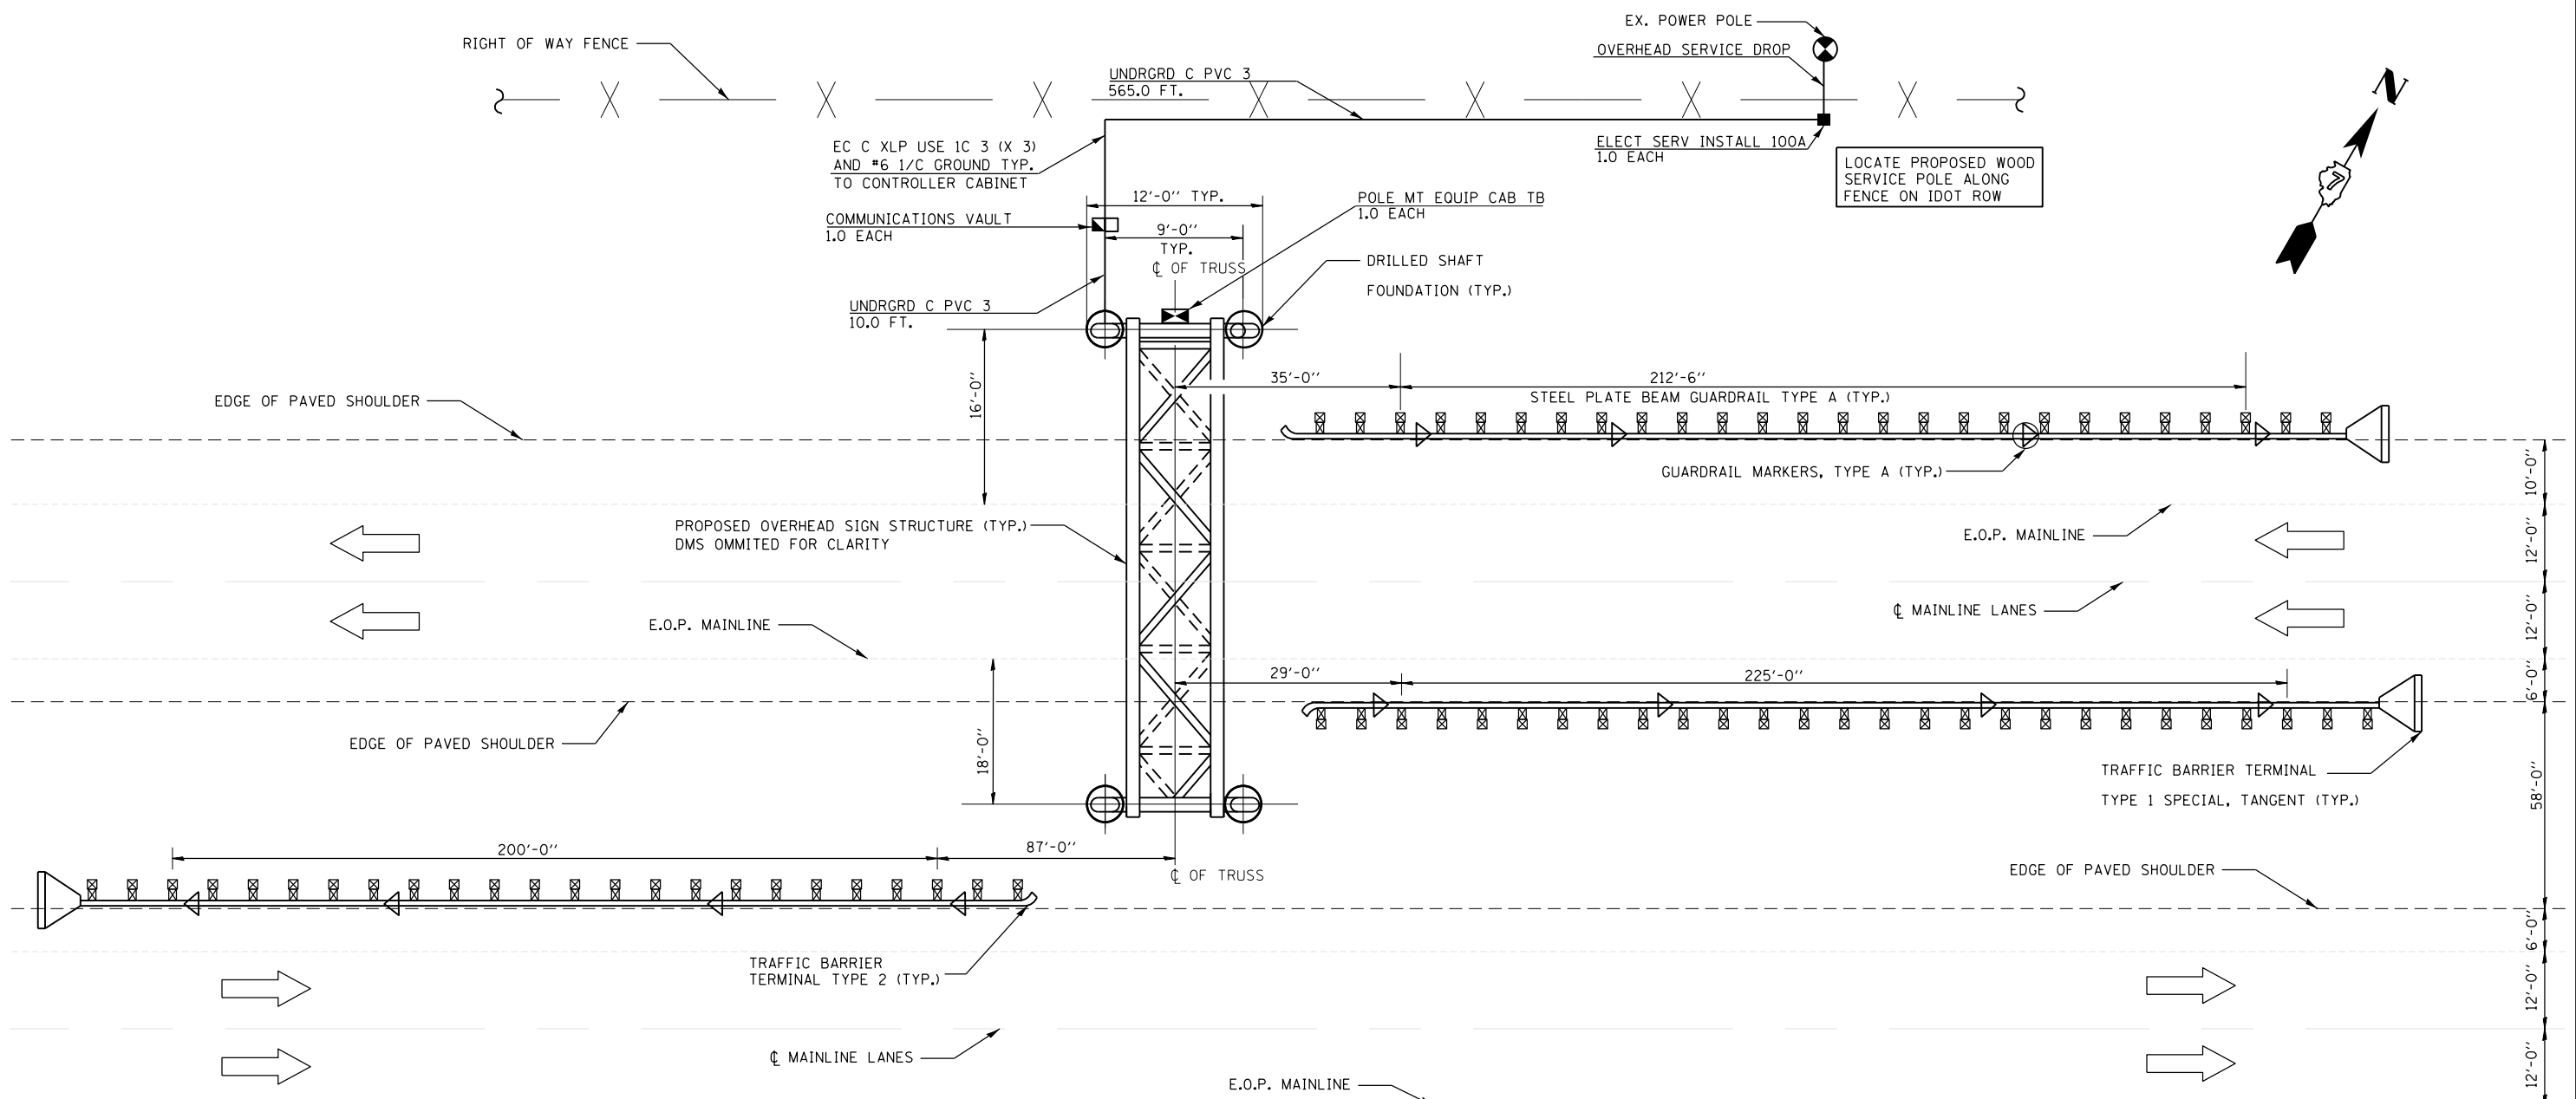 EX. POWER POLE
RIGHT OF WAY FENCE
OVERHEAD SERVICE DROP
UNDRGRD C PVC 3
565.0 FT.
N
7
EC C XLP USE 1C 3 (X 3)
AND #6 1/C GROUND TYP.
TO CONTROLLER CABINET
ELECT SERV INSTALL 100A
1.0 EACH
LOCATE PROPOSED WOOD
SERVICE POLE ALONG
FENCE ON IDOT ROW
12'-0'' TYP.
POLE MT EQUIP CAB TB
1.0 EACH
COMMUNICATIONS VAULT
1.0 EACH
9'-0''
TYP.
℄ OF TRUSS
DRILLED SHAFT
FOUNDATION (TYP.)
UNDRGRD C PVC 3
10.0 FT.
16'-0''
35'-0''
212'-6''
STEEL PLATE BEAM GUARDRAIL TYPE A (TYP.)
EDGE OF PAVED SHOULDER
GUARDRAIL MARKERS, TYPE A (TYP.)
10'-0''
PROPOSED OVERHEAD SIGN STRUCTURE (TYP.)
DMS OMMITED FOR CLARITY
E.O.P. MAINLINE
12'-0''
℄ MAINLINE LANES
12'-0''
E.O.P. MAINLINE
29'-0''
225'-0''
6'-0''
EDGE OF PAVED SHOULDER
18'-0''
TRAFFIC BARRIER TERMINAL
TYPE 1 SPECIAL, TANGENT (TYP.)
58'-0''
200'-0''
87'-0''
℄ OF TRUSS
EDGE OF PAVED SHOULDER
6'-0''
TRAFFIC BARRIER
TERMINAL TYPE 2 (TYP.)
12'-0''
℄ MAINLINE LANES
12'-0''
E.O.P. MAINLINE